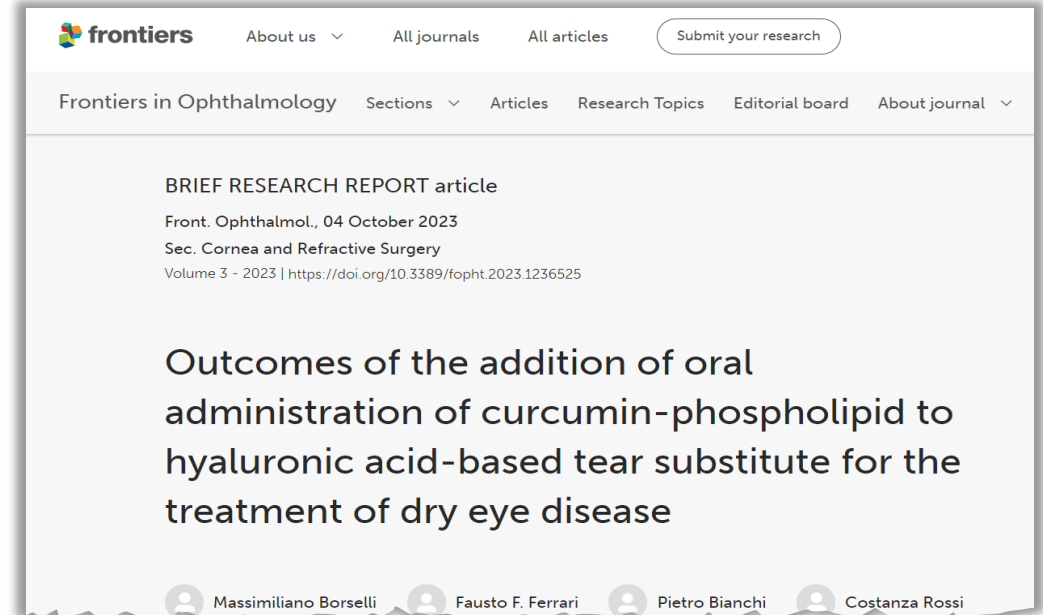 frontiers About us All journals All articles Submit your research
Frontiers in Ophthalmology Sections Articles Research Topics Editorial board About journal
BRIEF RESEARCH REPORT article
Front. Ophthalmol., 04 October 2023
Sec. Cornea and Refractive Surgery
Volume 3 - 2023 | https://doi.org/10.3389/fopht.2023.1236525
Outcomes of the addition of oral
administration of curcumin-phospholipid to
hyaluronic acid-based tear substitute for the
treatment of dry eye disease
Massimiliano Borselli Fausto F. Ferrari Pietro Bianchi Costanza Rossi